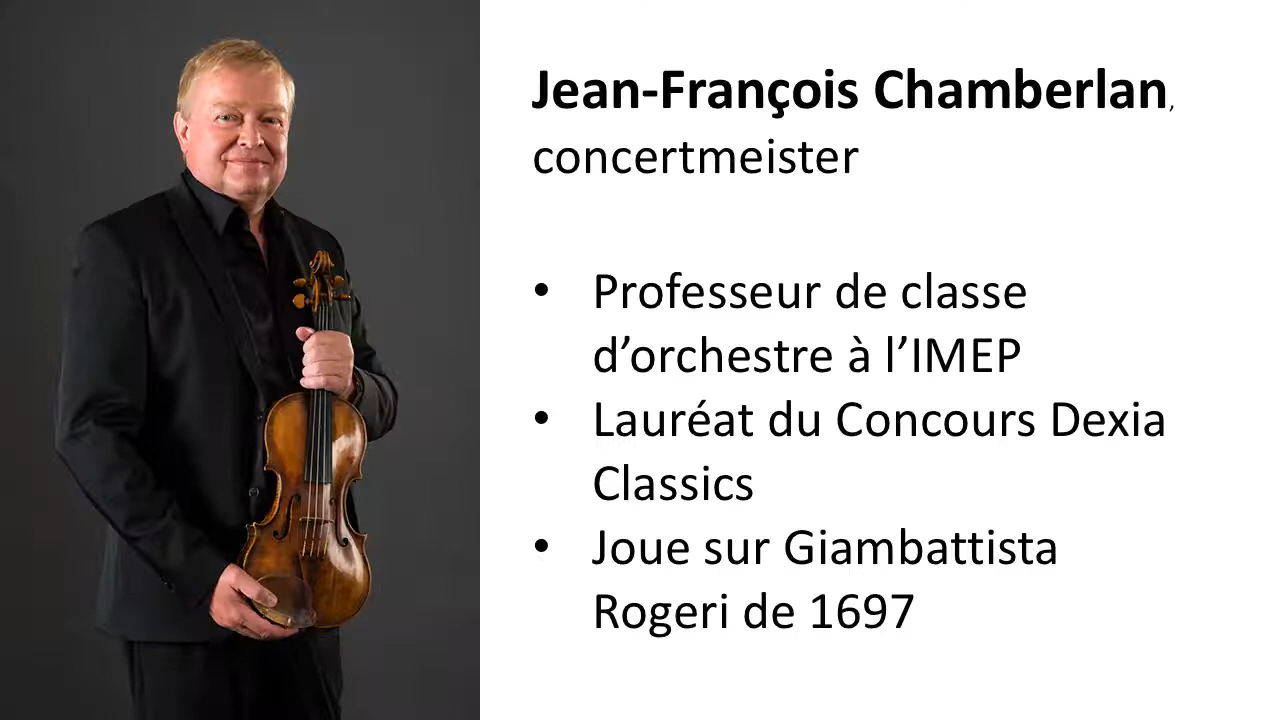 Jean-François Chamberlan,
concertmeister
• Professeur de classe
d’orchestre à l’IMEP
• Lauréat du Concours Dexia
Classics
• Joue sur Giambattista
Rogeri de 1697